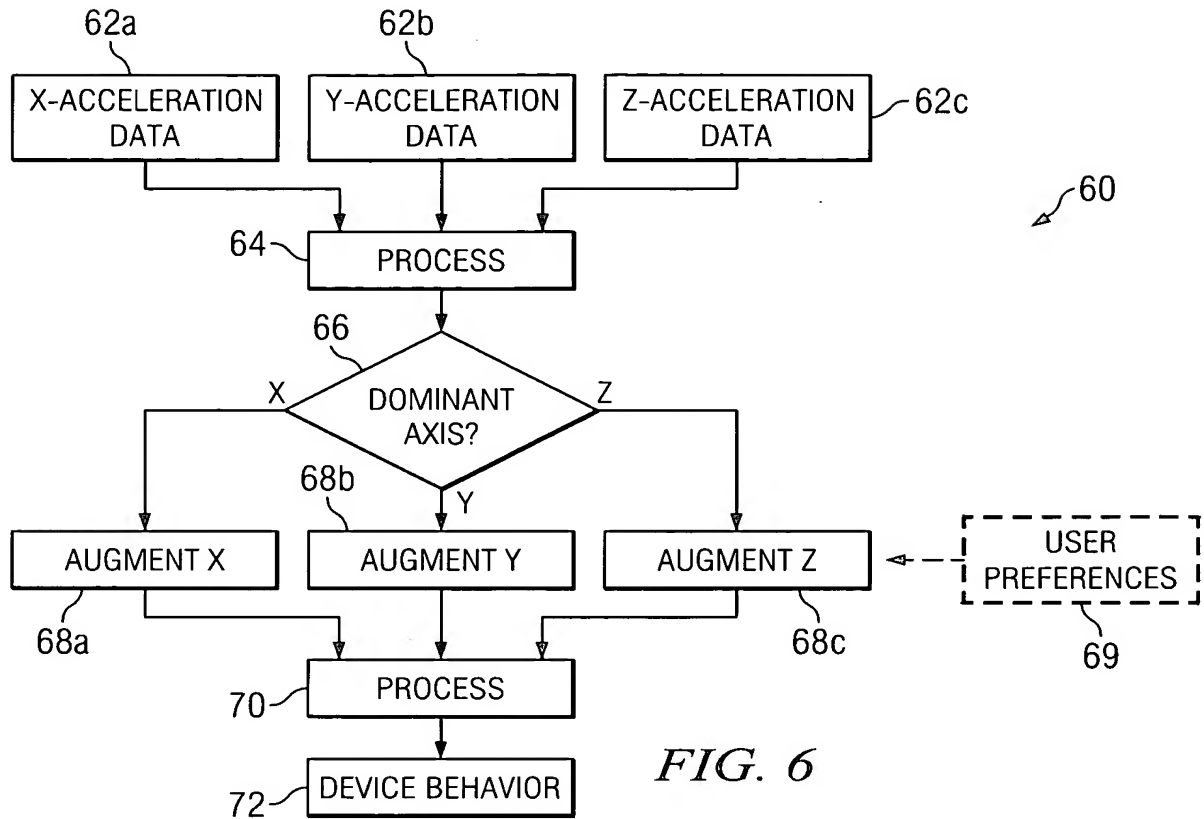 62a
62b
X-ACCELERATION
DATA
Y-ACCELERATION
DATA
Z-ACCELERATION
DATA
62c
60
64
PROCESS
66
X
DOMINANT
AXIS?
Z
Y
68b
AUGMENT X
AUGMENT Y
AUGMENT Z
USER
PREFERENCES
68a
68c
69
PROCESS
70
DEVICE BEHAVIOR
72
FIG. 6